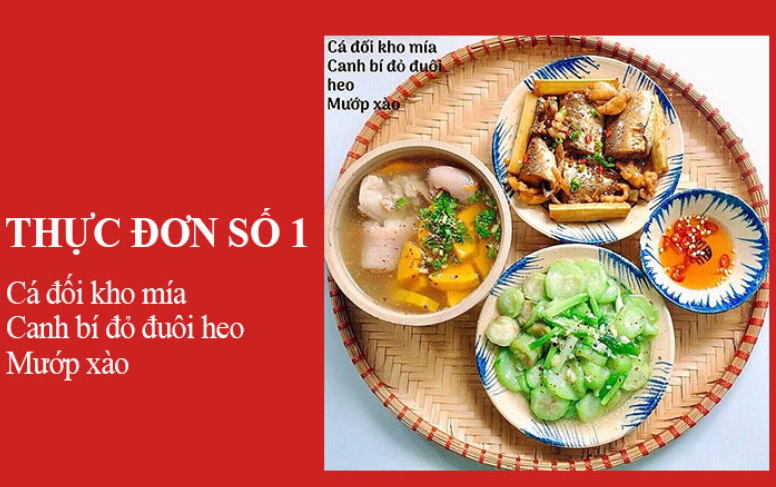 THỰC ĐƠN SỐ 1
Cá đối kho mía
Canh bí đỏ đuôi heo
Mướp xào
Cá đối kho mía
Canh bí đỏ đuôi
heo
Mướp xào